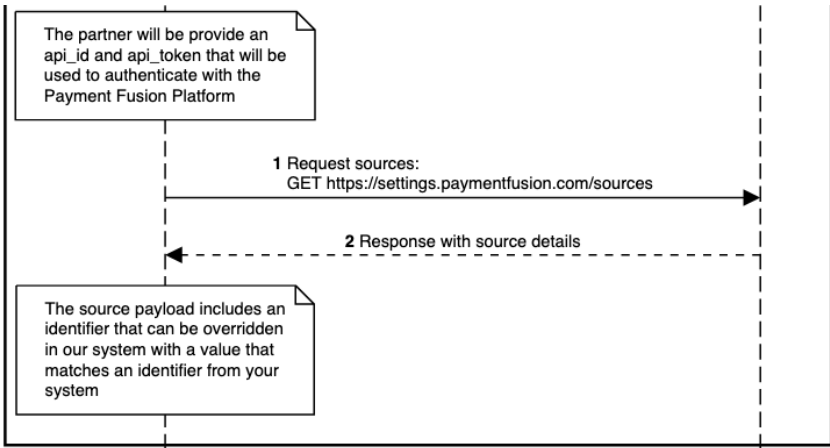 The partner will be provide an
api_id and api_token that will be
used to authenticate with the
Payment Fusion Platform
1 Request sources:
GET https://settings.paymentfusion.com/sources
2 Response with source details
The source payload includes an
identifier that can be overridden
in our system with a value that
matches an identifier from your
system